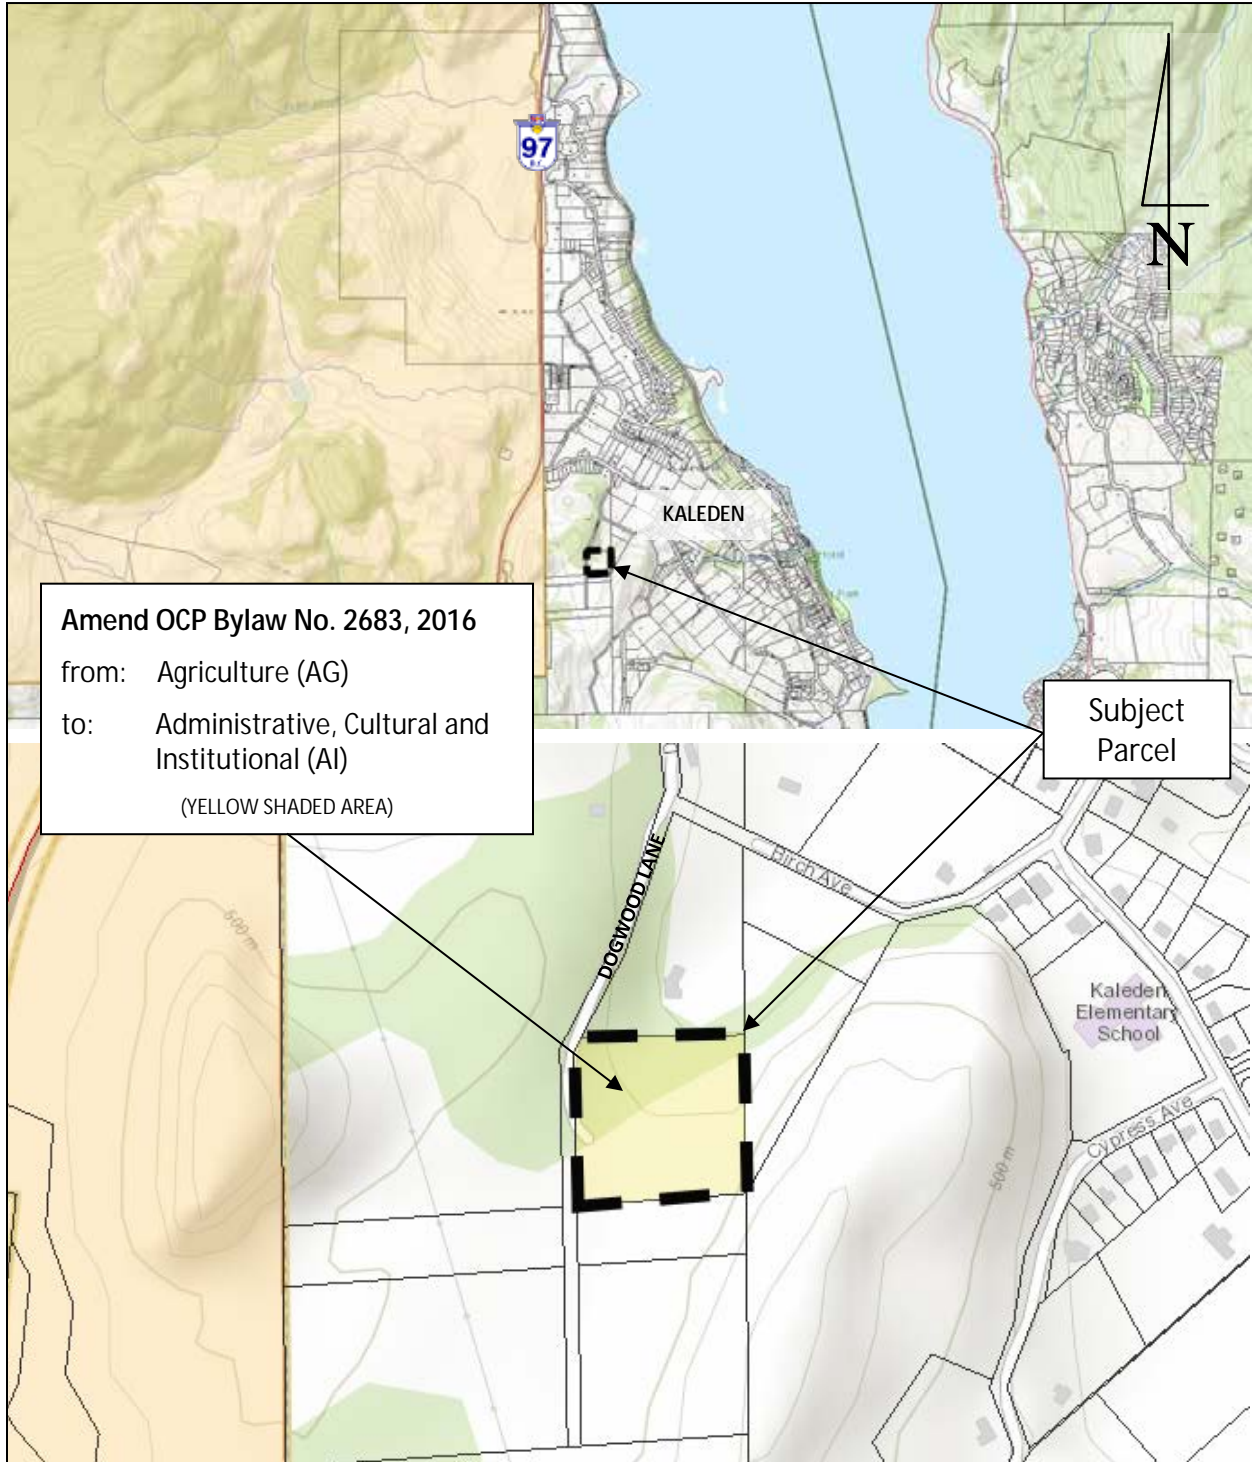 97
B.C.
N
KALEDEN
Amend OCP Bylaw No. 2683, 2016
from: Agriculture (AG)
to: Administrative, Cultural and
Institutional (AI)
(YELLOW SHADED AREA)
Subject
Parcel
DOGWOOD LANE
Birch Ave
500 m
Kaleden
Elementary
School
Cypress Ave
500 m